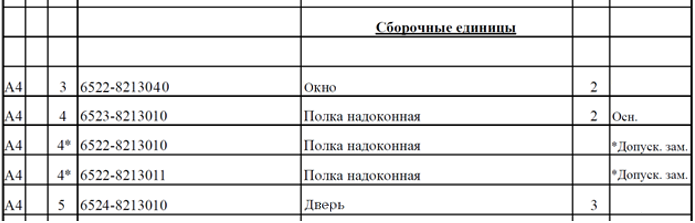 Сборочные единицы
А4 3 6522-8213040 Окно 2
А4 4 6523-8213010 Полка надоконная 2 Осн.
А4 4* 6522-8213010 Полка надоконная *Допуск. зам.
А4 4* 6522-8213011 Полка надоконная *Допуск. зам.
А4 5 6524-8213010 Дверь 3